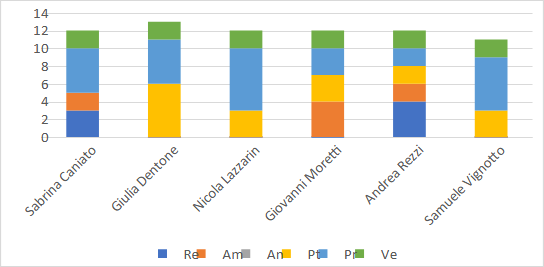 14
12
10
8
6
4
2
0
Sabrina Caniato
Giulia Dentone
Nicola Lazzarin
Giovanni Moretti
Andrea Rezzi
Samuele Vignotto
Re Am An Pt Pr Ve